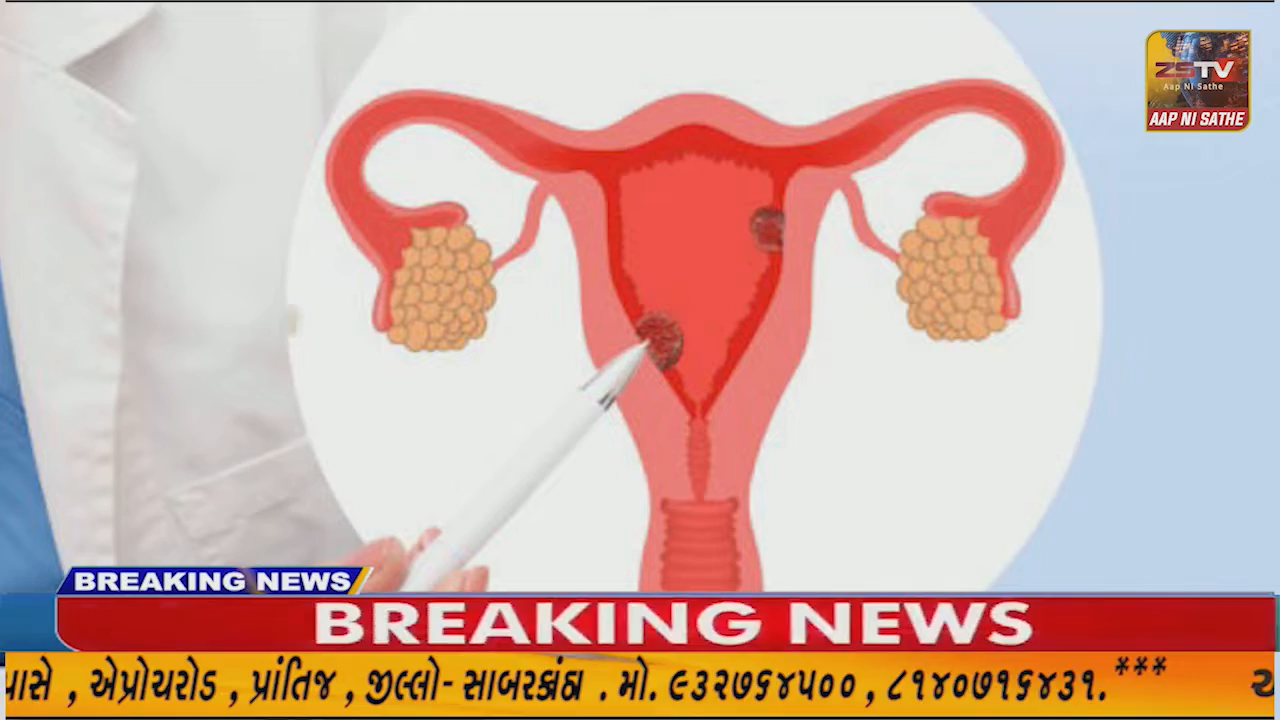 ZSTV
Aap Ni Sathe
AAP NI SATHE
BREAKING NEWS
BREAKING NEWS
પાસે , એપ્રોચરોડ , પ્રાંતિજ , જીલ્લો- સાબરકાંઠા . મો. ૯૩૨૭૬૪૫૦૦ , ૮૧૪૦૭૧૬૪૩૧.***